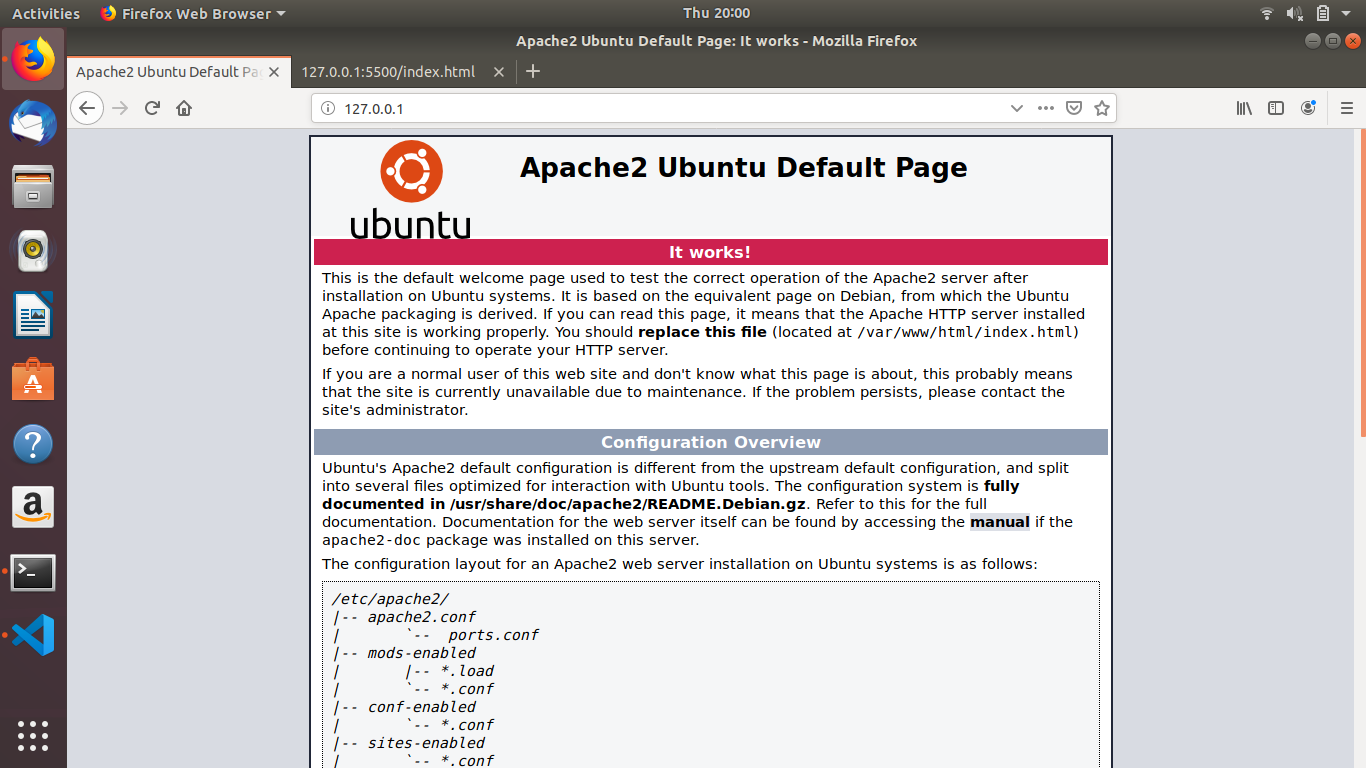 Activities Firefox Web Browser Thu 20:00
Apache2 Ubuntu Default Page: It works - Mozilla Firefox
Apache2 Ubuntu Default Pa 127.0.0.1:5500/index.html
127.0.0.1
Apache2 Ubuntu Default Page
ubuntu
It works!
This is the default welcome page used to test the correct operation of the Apache2 server after
installation on Ubuntu systems. It is based on the equivalent page on Debian, from which the Ubuntu
Apache packaging is derived. If you can read this page, it means that the Apache HTTP server installed
at this site is working properly. You should replace this file (located at /var/www/html/index.html)
before continuing to operate your HTTP server.
If you are a normal user of this web site and don't know what this page is about, this probably means
that the site is currently unavailable due to maintenance. If the problem persists, please contact the
site's administrator.
Configuration Overview
Ubuntu's Apache2 default configuration is different from the upstream default configuration, and split
into several files optimized for interaction with Ubuntu tools. The configuration system is fully
documented in /usr/share/doc/apache2/README.Debian.gz. Refer to this for the full
documentation. Documentation for the web server itself can be found by accessing the manual if the
apache2-doc package was installed on this server.
The configuration layout for an Apache2 web server installation on Ubuntu systems is as follows:
/etc/apache2/
|-- apache2.conf
|       `--  ports.conf
|-- mods-enabled
|       |-- *.load
|       `-- *.conf
|-- conf-enabled
|       `-- *.conf
|-- sites-enabled
|       `-- *.conf